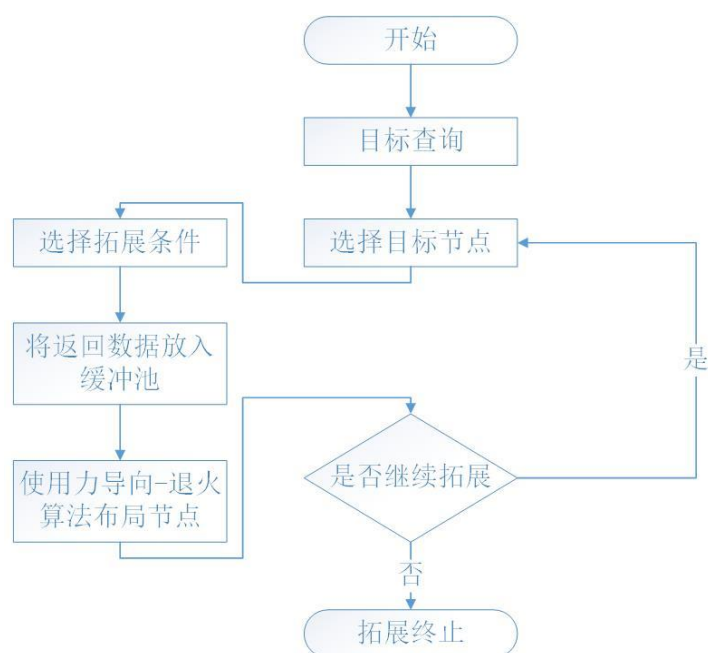 开始
目标查询
选择目标节点
选择拓展条件
将返回数据放入
缓冲池
使用力导向-退火
算法布局节点
是否继续拓展
是
否
拓展终止